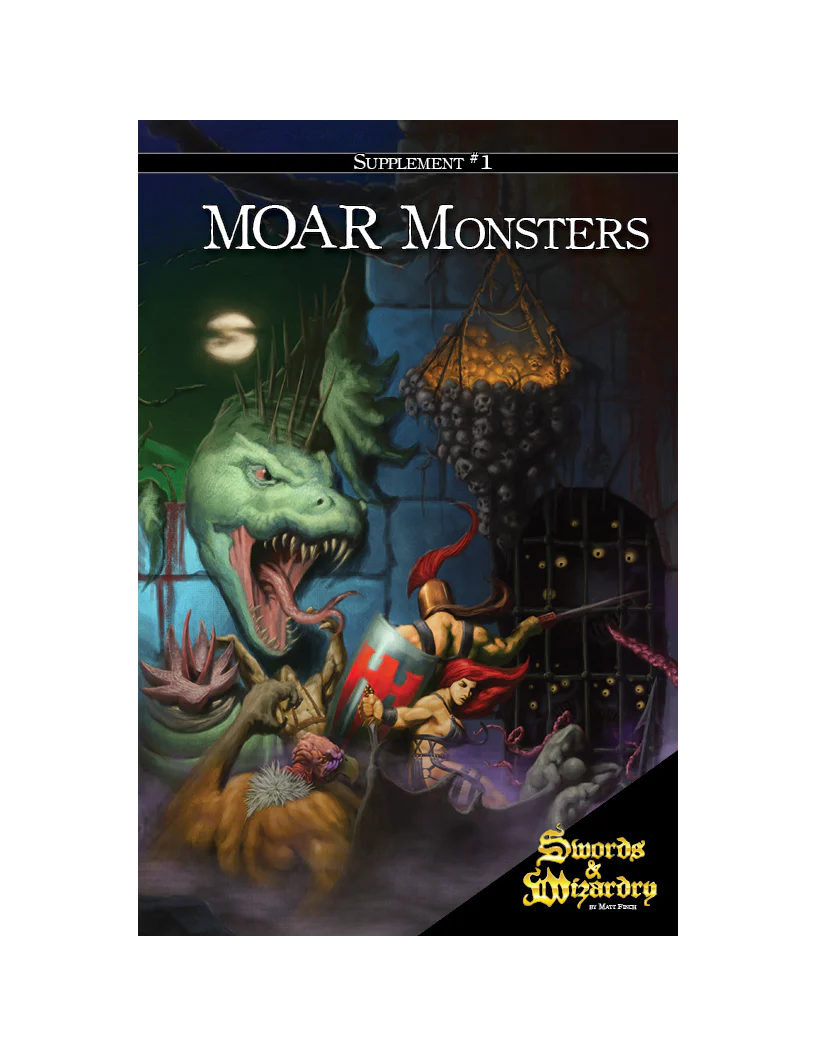 SUPPLEMENT #1
MOAR MONSTERS
Swords
&
Wizardry
BY MATT FINCH